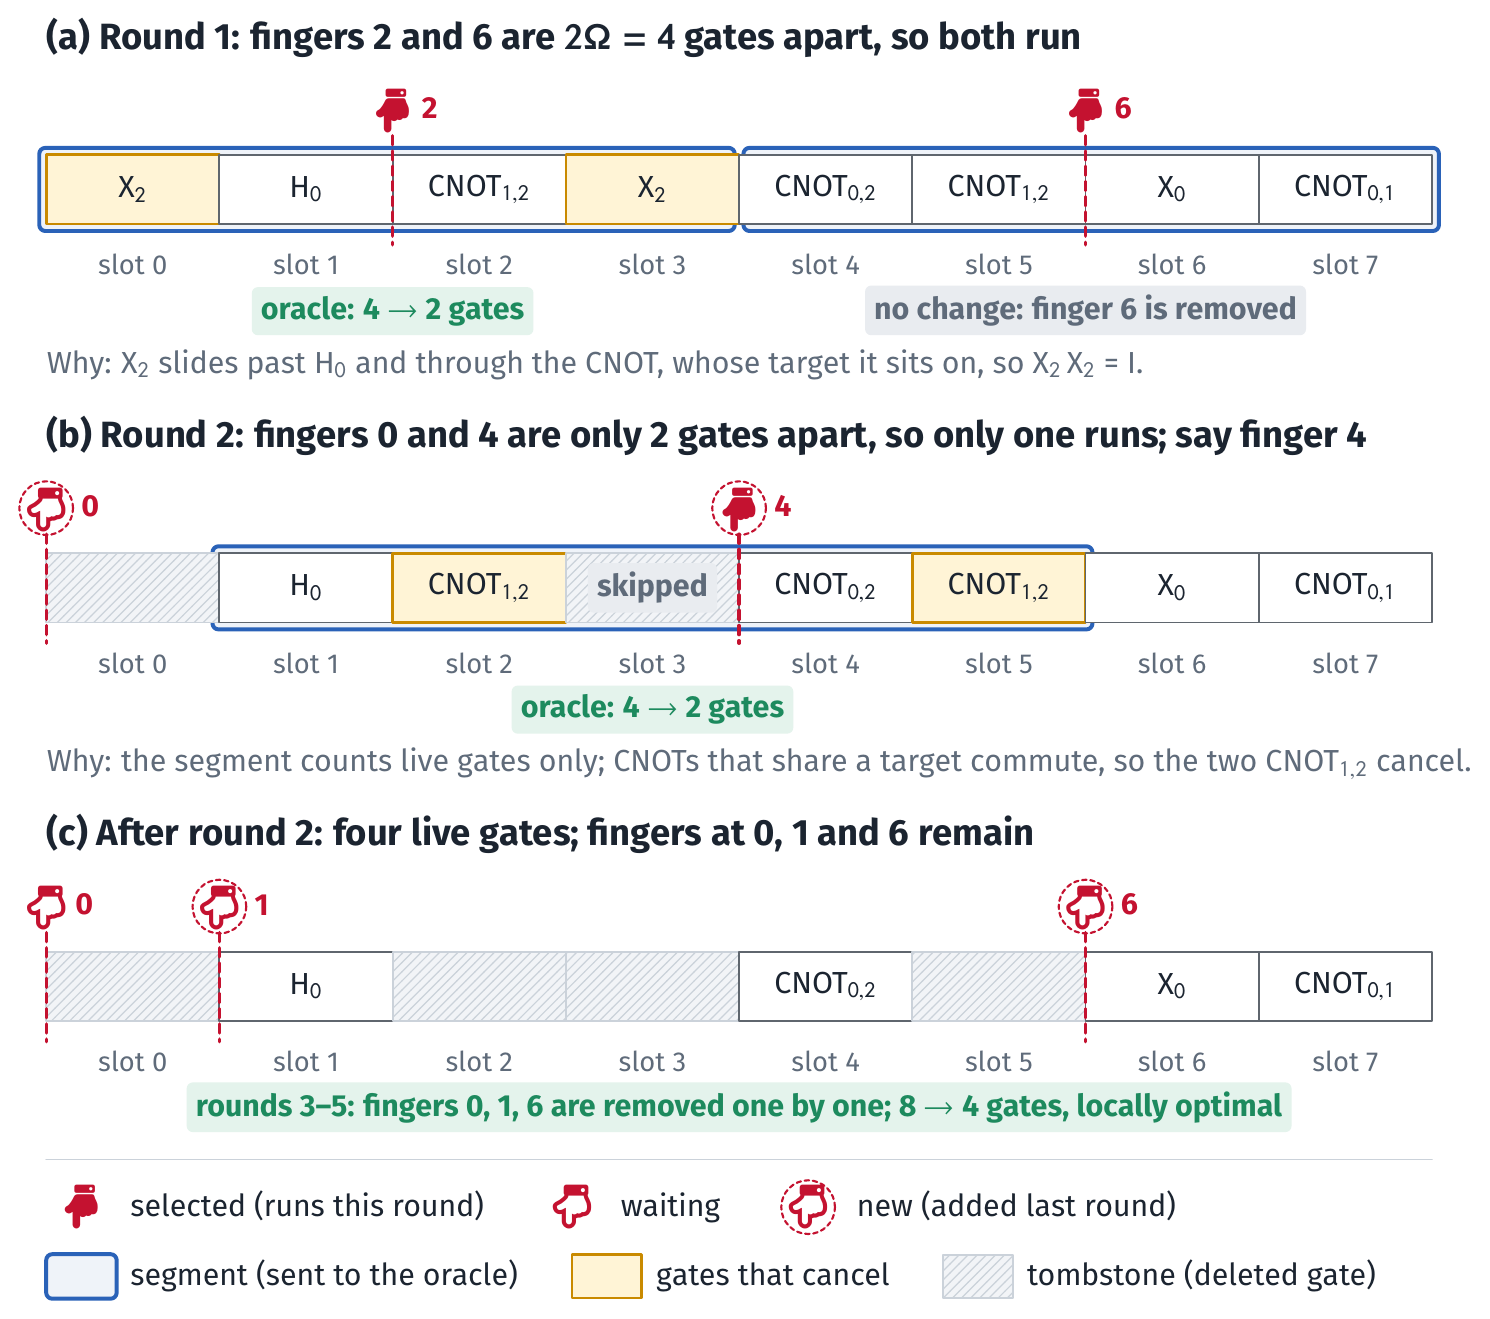 (a) Round 1: fingers 2 and 6 are 2Ω = 4 gates apart, so both run
2 6
X₂ H₀ CNOT₁,₂ X₂ CNOT₀,₂ CNOT₁,₂ X₀ CNOT₀,₁
slot 0 slot 1 slot 2 slot 3 slot 4 slot 5 slot 6 slot 7
oracle: 4 → 2 gates no change: finger 6 is removed
Why: X₂ slides past H₀ and through the CNOT, whose target it sits on, so X₂ X₂ = I.
(b) Round 2: fingers 0 and 4 are only 2 gates apart, so only one runs; say finger 4
0 4
H₀ CNOT₁,₂ skipped CNOT₀,₂ CNOT₁,₂ X₀ CNOT₀,₁
slot 0 slot 1 slot 2 slot 3 slot 4 slot 5 slot 6 slot 7
oracle: 4 → 2 gates
Why: the segment counts live gates only; CNOTs that share a target commute, so the two CNOT₁,₂ cancel.
(c) After round 2: four live gates; fingers at 0, 1 and 6 remain
0 1 6
H₀ CNOT₀,₂ X₀ CNOT₀,₁
slot 0 slot 1 slot 2 slot 3 slot 4 slot 5 slot 6 slot 7
rounds 3–5: fingers 0, 1, 6 are removed one by one; 8 → 4 gates, locally optimal
selected (runs this round) waiting new (added last round)
segment (sent to the oracle) gates that cancel tombstone (deleted gate)